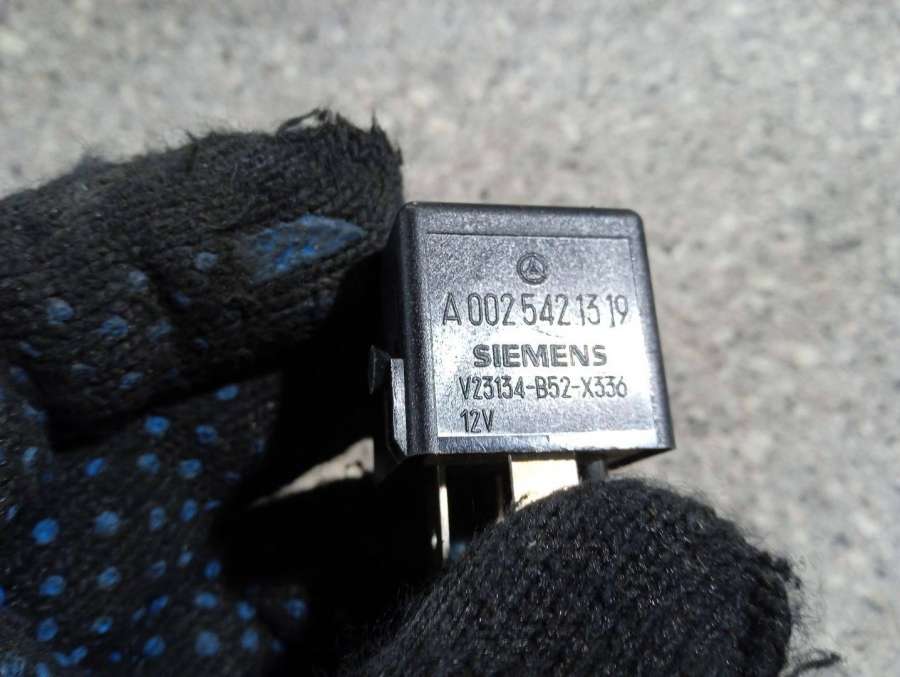 A 002 542 13 19
SIEMENS
V23134-B52-X336
12V